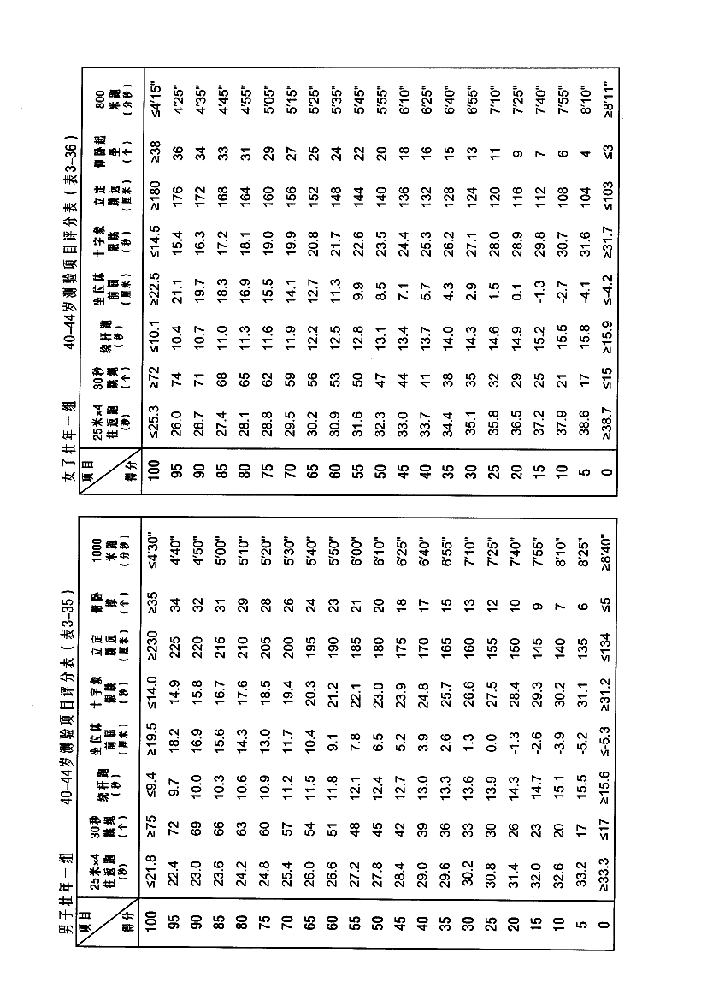 男子壮年一组 40-44岁测验项目评分表（表3-35）
项目 得分 25米×4往返跑(秒) 30秒跳绳(个) 绕杆跑(秒) 坐位体前屈(厘米) 十字象限跳(秒) 立定跳远(厘米) 俯卧撑(个) 1000米跑(分秒)
100 ≤21.8 ≥75 ≤9.4 ≥19.5 ≤14.0 ≥230 ≥35 ≤4'30"
95 22.4 72 9.7 18.2 14.9 225 34 4'40"
90 23.0 69 10.0 16.9 15.8 220 32 4'50"
85 23.6 66 10.3 15.6 16.7 215 31 5'00"
80 24.2 63 10.6 14.3 17.6 210 29 5'10"
75 24.8 60 10.9 13.0 18.5 205 28 5'20"
70 25.4 57 11.2 11.7 19.4 200 26 5'30"
65 26.0 54 11.5 10.4 20.3 195 24 5'40"
60 26.6 51 11.8 9.1 21.2 190 23 5'50"
55 27.2 48 12.1 7.8 22.1 185 21 6'00"
50 27.8 45 12.4 6.5 23.0 180 20 6'10"
45 28.4 42 12.7 5.2 23.9 175 18 6'25"
40 29.0 39 13.0 3.9 24.8 170 17 6'40"
35 29.6 36 13.3 2.6 25.7 165 15 6'55"
30 30.2 33 13.6 1.3 26.6 160 13 7'10"
25 30.8 30 13.9 0.0 27.5 155 12 7'25"
20 31.4 26 14.3 -1.3 28.4 150 10 7'40"
15 32.0 23 14.7 -2.6 29.3 145 9 7'55"
10 32.6 20 15.1 -3.9 30.2 140 7 8'10"
5 33.2 17 15.5 -5.2 31.1 135 6 8'25"
0 ≥33.3 ≤17 ≥15.6 ≤-5.3 ≥31.2 ≤134 ≤5 ≥8'40"
女子壮年一组 40-44岁测验项目评分表（表3-36）
项目 得分 25米×4往返跑(秒) 30秒跳绳(个) 绕杆跑(秒) 坐位体前屈(厘米) 十字象限跳(秒) 立定跳远(厘米) 仰卧起坐(个) 800米跑(分秒)
100 ≤25.3 ≥72 ≤10.1 ≥22.5 ≤14.5 ≥180 ≥38 ≤4'15"
95 26.0 74 10.4 21.1 15.4 176 36 4'25"
90 26.7 71 10.7 19.7 16.3 172 34 4'35"
85 27.4 68 11.0 18.3 17.2 168 33 4'45"
80 28.1 65 11.3 16.9 18.1 164 31 4'55"
75 28.8 62 11.6 15.5 19.0 160 29 5'05"
70 29.5 59 11.9 14.1 19.9 156 27 5'15"
65 30.2 56 12.2 12.7 20.8 152 25 5'25"
60 30.9 53 12.5 11.3 21.7 148 24 5'35"
55 31.6 50 12.8 9.9 22.6 144 22 5'45"
50 32.3 47 13.1 8.5 23.5 140 20 5'55"
45 33.0 44 13.4 7.1 24.4 136 18 6'10"
40 33.7 41 13.7 5.7 25.3 132 16 6'25"
35 34.4 38 14.0 4.3 26.2 128 15 6'40"
30 35.1 35 14.3 2.9 27.1 124 13 6'55"
25 35.8 32 14.6 1.5 28.0 120 11 7'10"
20 36.5 29 14.9 0.1 28.9 116 9 7'25"
15 37.2 25 15.2 -1.3 29.8 112 7 7'40"
10 37.9 21 15.5 -2.7 30.7 108 6 7'55"
5 38.6 17 15.8 -4.1 31.6 104 4 8'10"
0 ≥38.7 ≤15 ≥15.9 ≤-4.2 ≥31.7 ≤103 ≤3 ≥8'11"